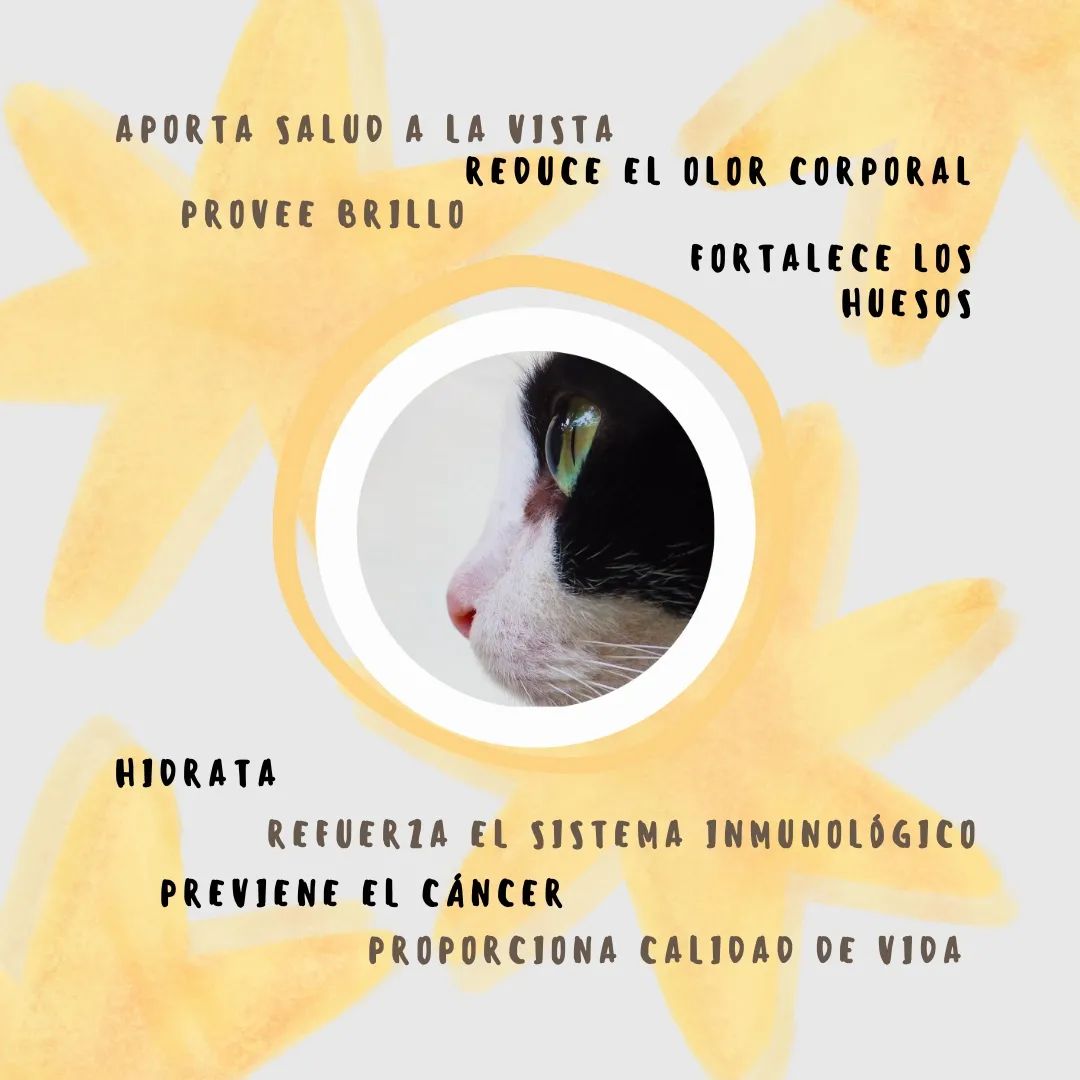 APORTA SALUD A LA VISTA
REDUCE EL OLOR CORPORAL
PROVEE BRILLO
FORTALECE LOS
HUESOS
HIDRATA
REFUERZA EL SISTEMA INMUNOLÓGICO
PREVIENE EL CÁNCER
PROPORCIONA CALIDAD DE VIDA